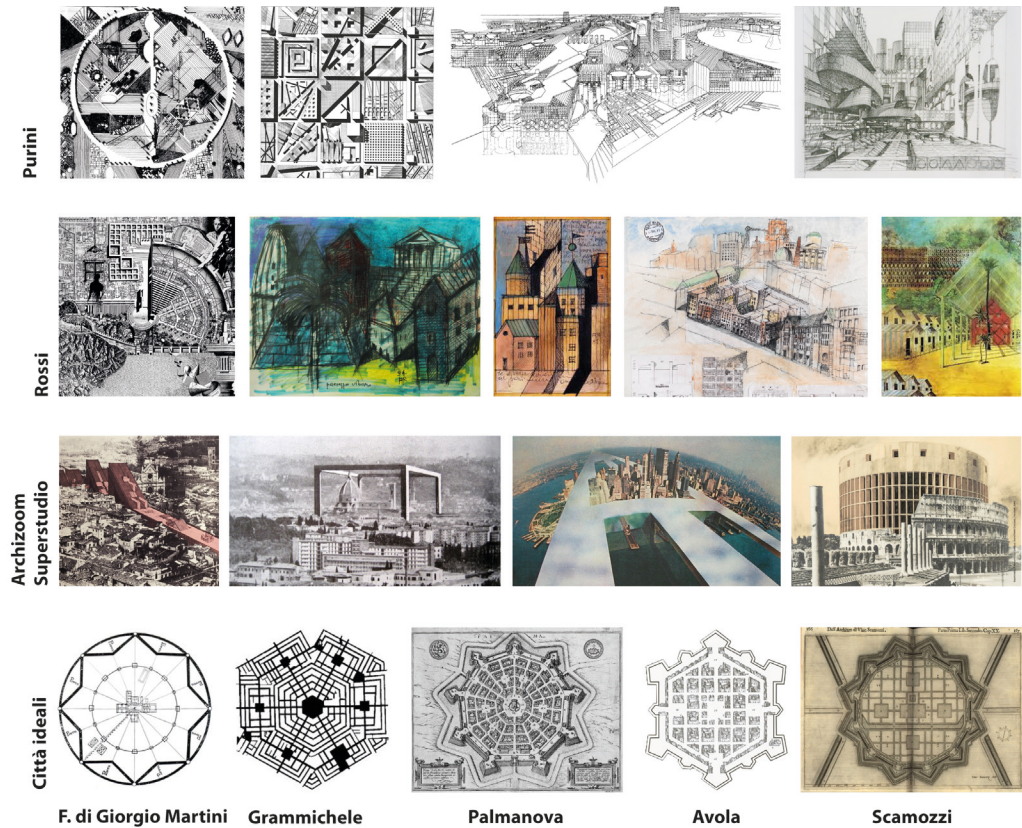 Purini
Rossi
Archizoom
Superstudio
Città ideali
F. di Giorgio Martini
Grammichele
Palmanova
Avola
Scamozzi